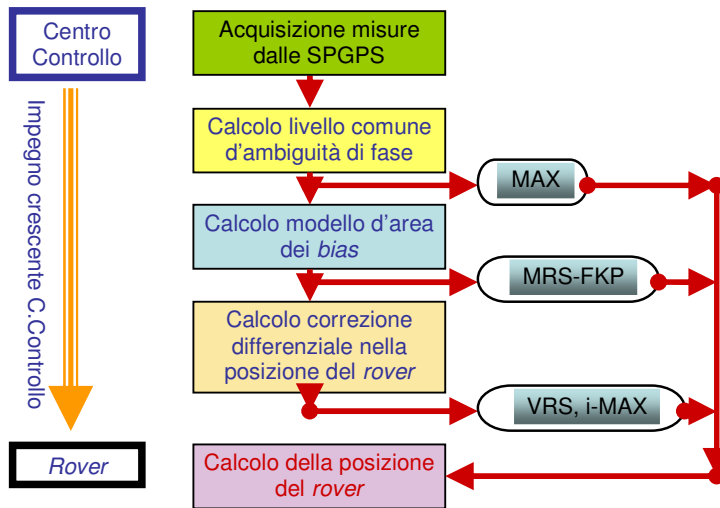 Centro
Controllo
Impegno crescente C.Controllo
Rover
Acquisizione misure
dalle SPGPS
Calcolo livello comune
d'ambiguità di fase
MAX
Calcolo modello d'area
dei bias
MRS-FKP
Calcolo correzione
differenziale nella
posizione del rover
VRS, i-MAX
Calcolo della posizione
del rover